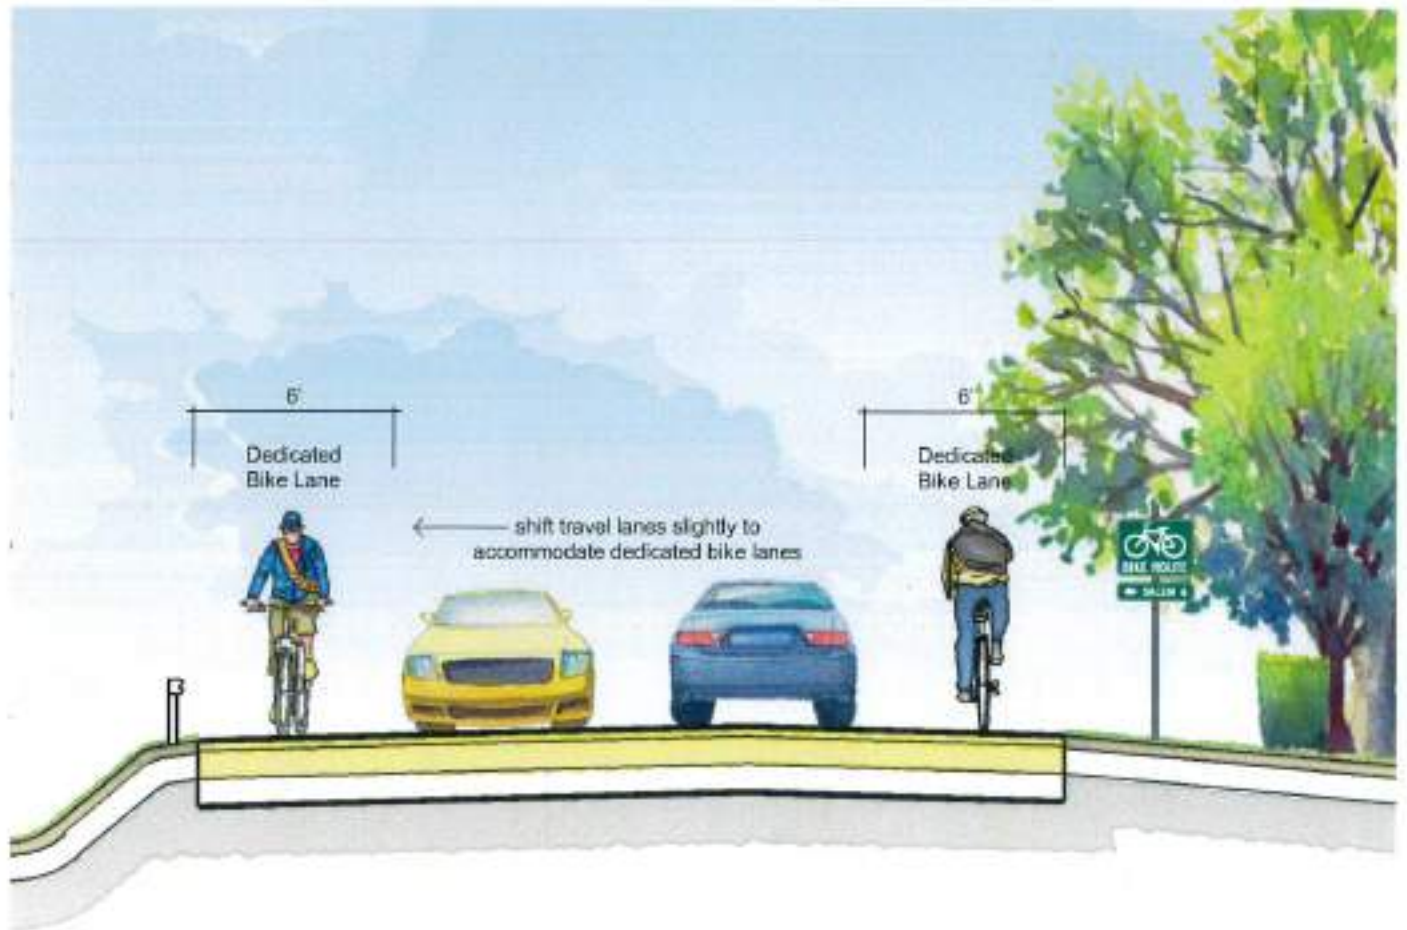 6'
Dedicated
Bike Lane
6'
Dedicated
Bike Lane
shift travel lanes slightly to
accommodate dedicated bike lanes
BIKE ROUTE
SALEM